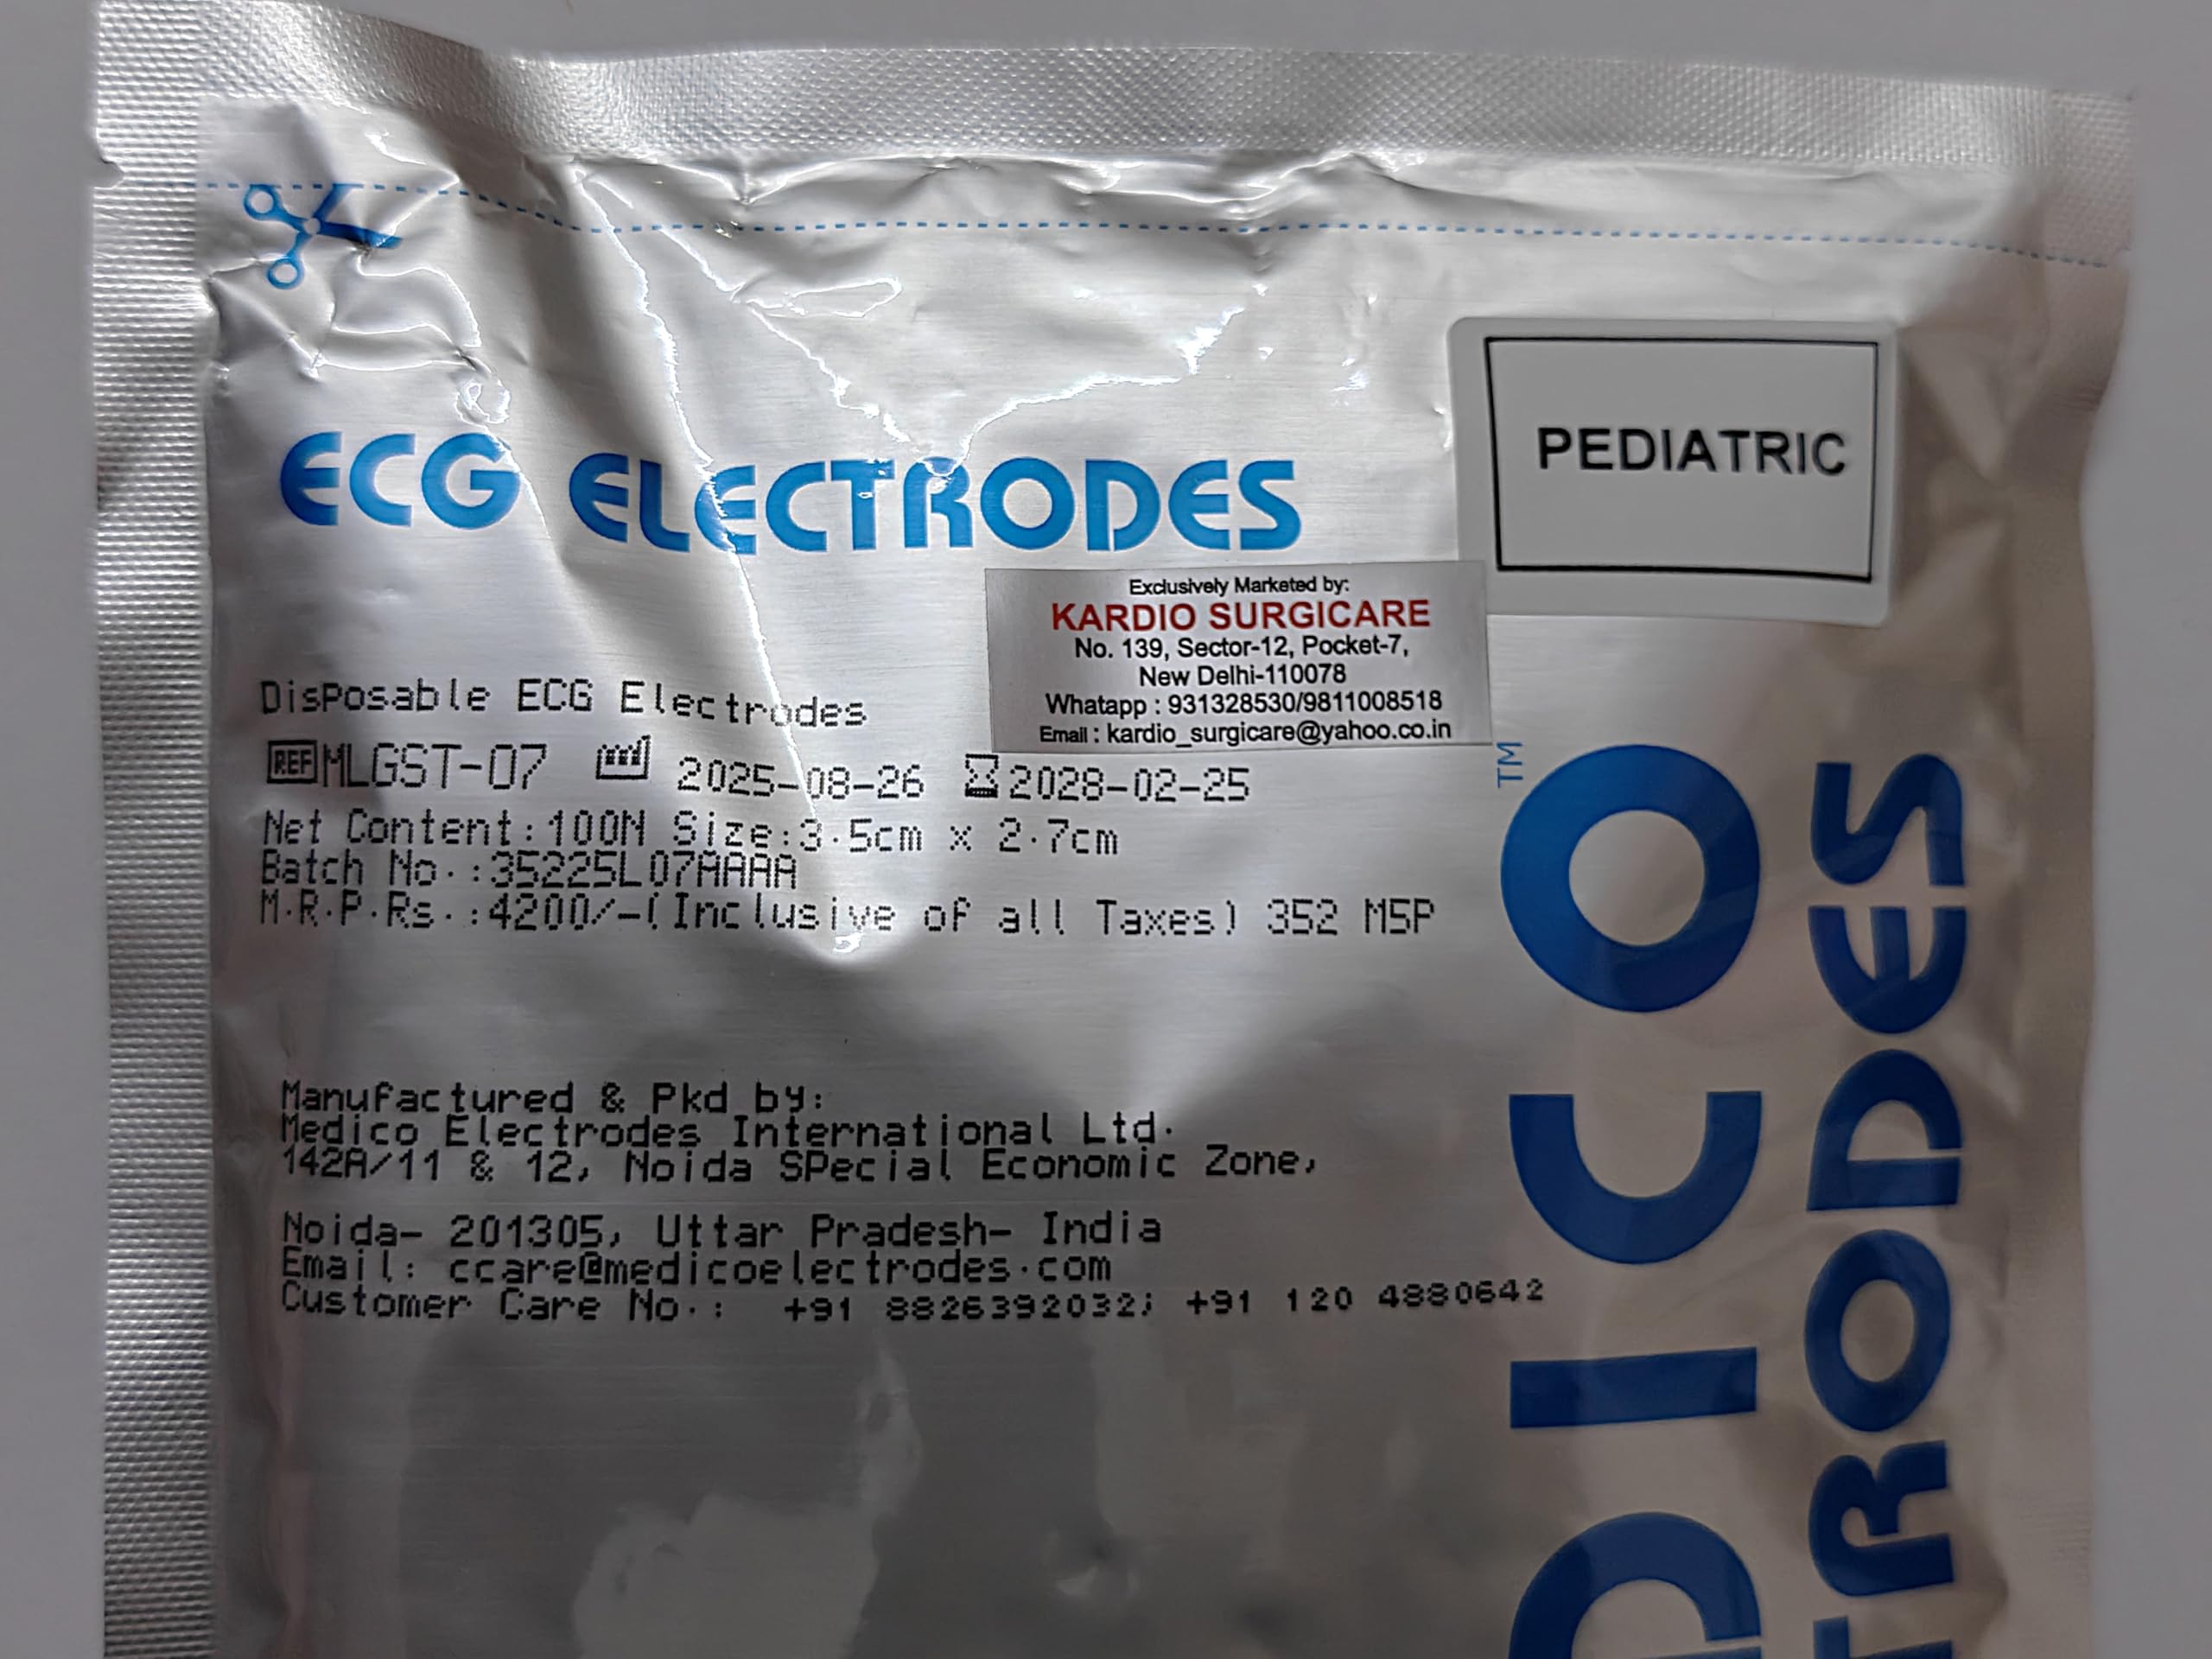 ECG ELECTRODES
PEDIATRIC
Exclusively Marketed by:
KARDIO SURGICARE
No. 139, Sector-12, Pocket-7,
New Delhi-110078
Whatapp : 931328530/9811008518
Email : kardio_surgicare@yahoo.co.in
DisPosable ECG Electrodes
REF MLGST-07 2025-08-26 2028-02-25
Net Content:100N Size:3.5cm x 2.7cm
Batch No.:35225L07AAAA
M.R.P.Rs.:4200/-(Inclusive of all Taxes) 352 M5P
Manufactured & Pkd by:
Medico Electrodes International Ltd.
142A/11 & 12, Noida SPecial Economic Zone,
Noida- 201305, Uttar Pradesh- India
Email: ccare@medicoelectrodes.com
Customer Care No.: +91 8826392032; +91 120 4880642
DICO™
TRODES